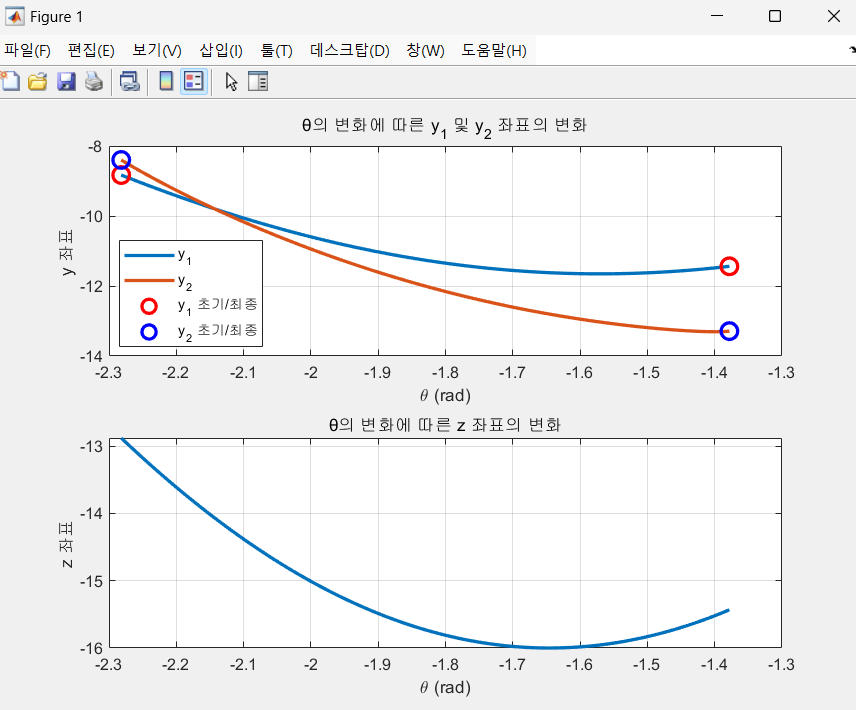 Figure 1
파일(F) 편집(E) 보기(V) 삽입(I) 툴(T) 데스크탑(D) 창(W) 도움말(H)
θ의 변화에 따른 y₁ 및 y₂ 좌표의 변화
-8
-10
-12
-14
y 좌표
y₁
y₂
y₁ 초기/최종
y₂ 초기/최종
-2.3 -2.2 -2.1 -2 -1.9 -1.8 -1.7 -1.6 -1.5 -1.4 -1.3
θ (rad)
θ의 변화에 따른 z 좌표의 변화
-13
-14
-15
-16
z 좌표
-2.3 -2.2 -2.1 -2 -1.9 -1.8 -1.7 -1.6 -1.5 -1.4 -1.3
θ (rad)